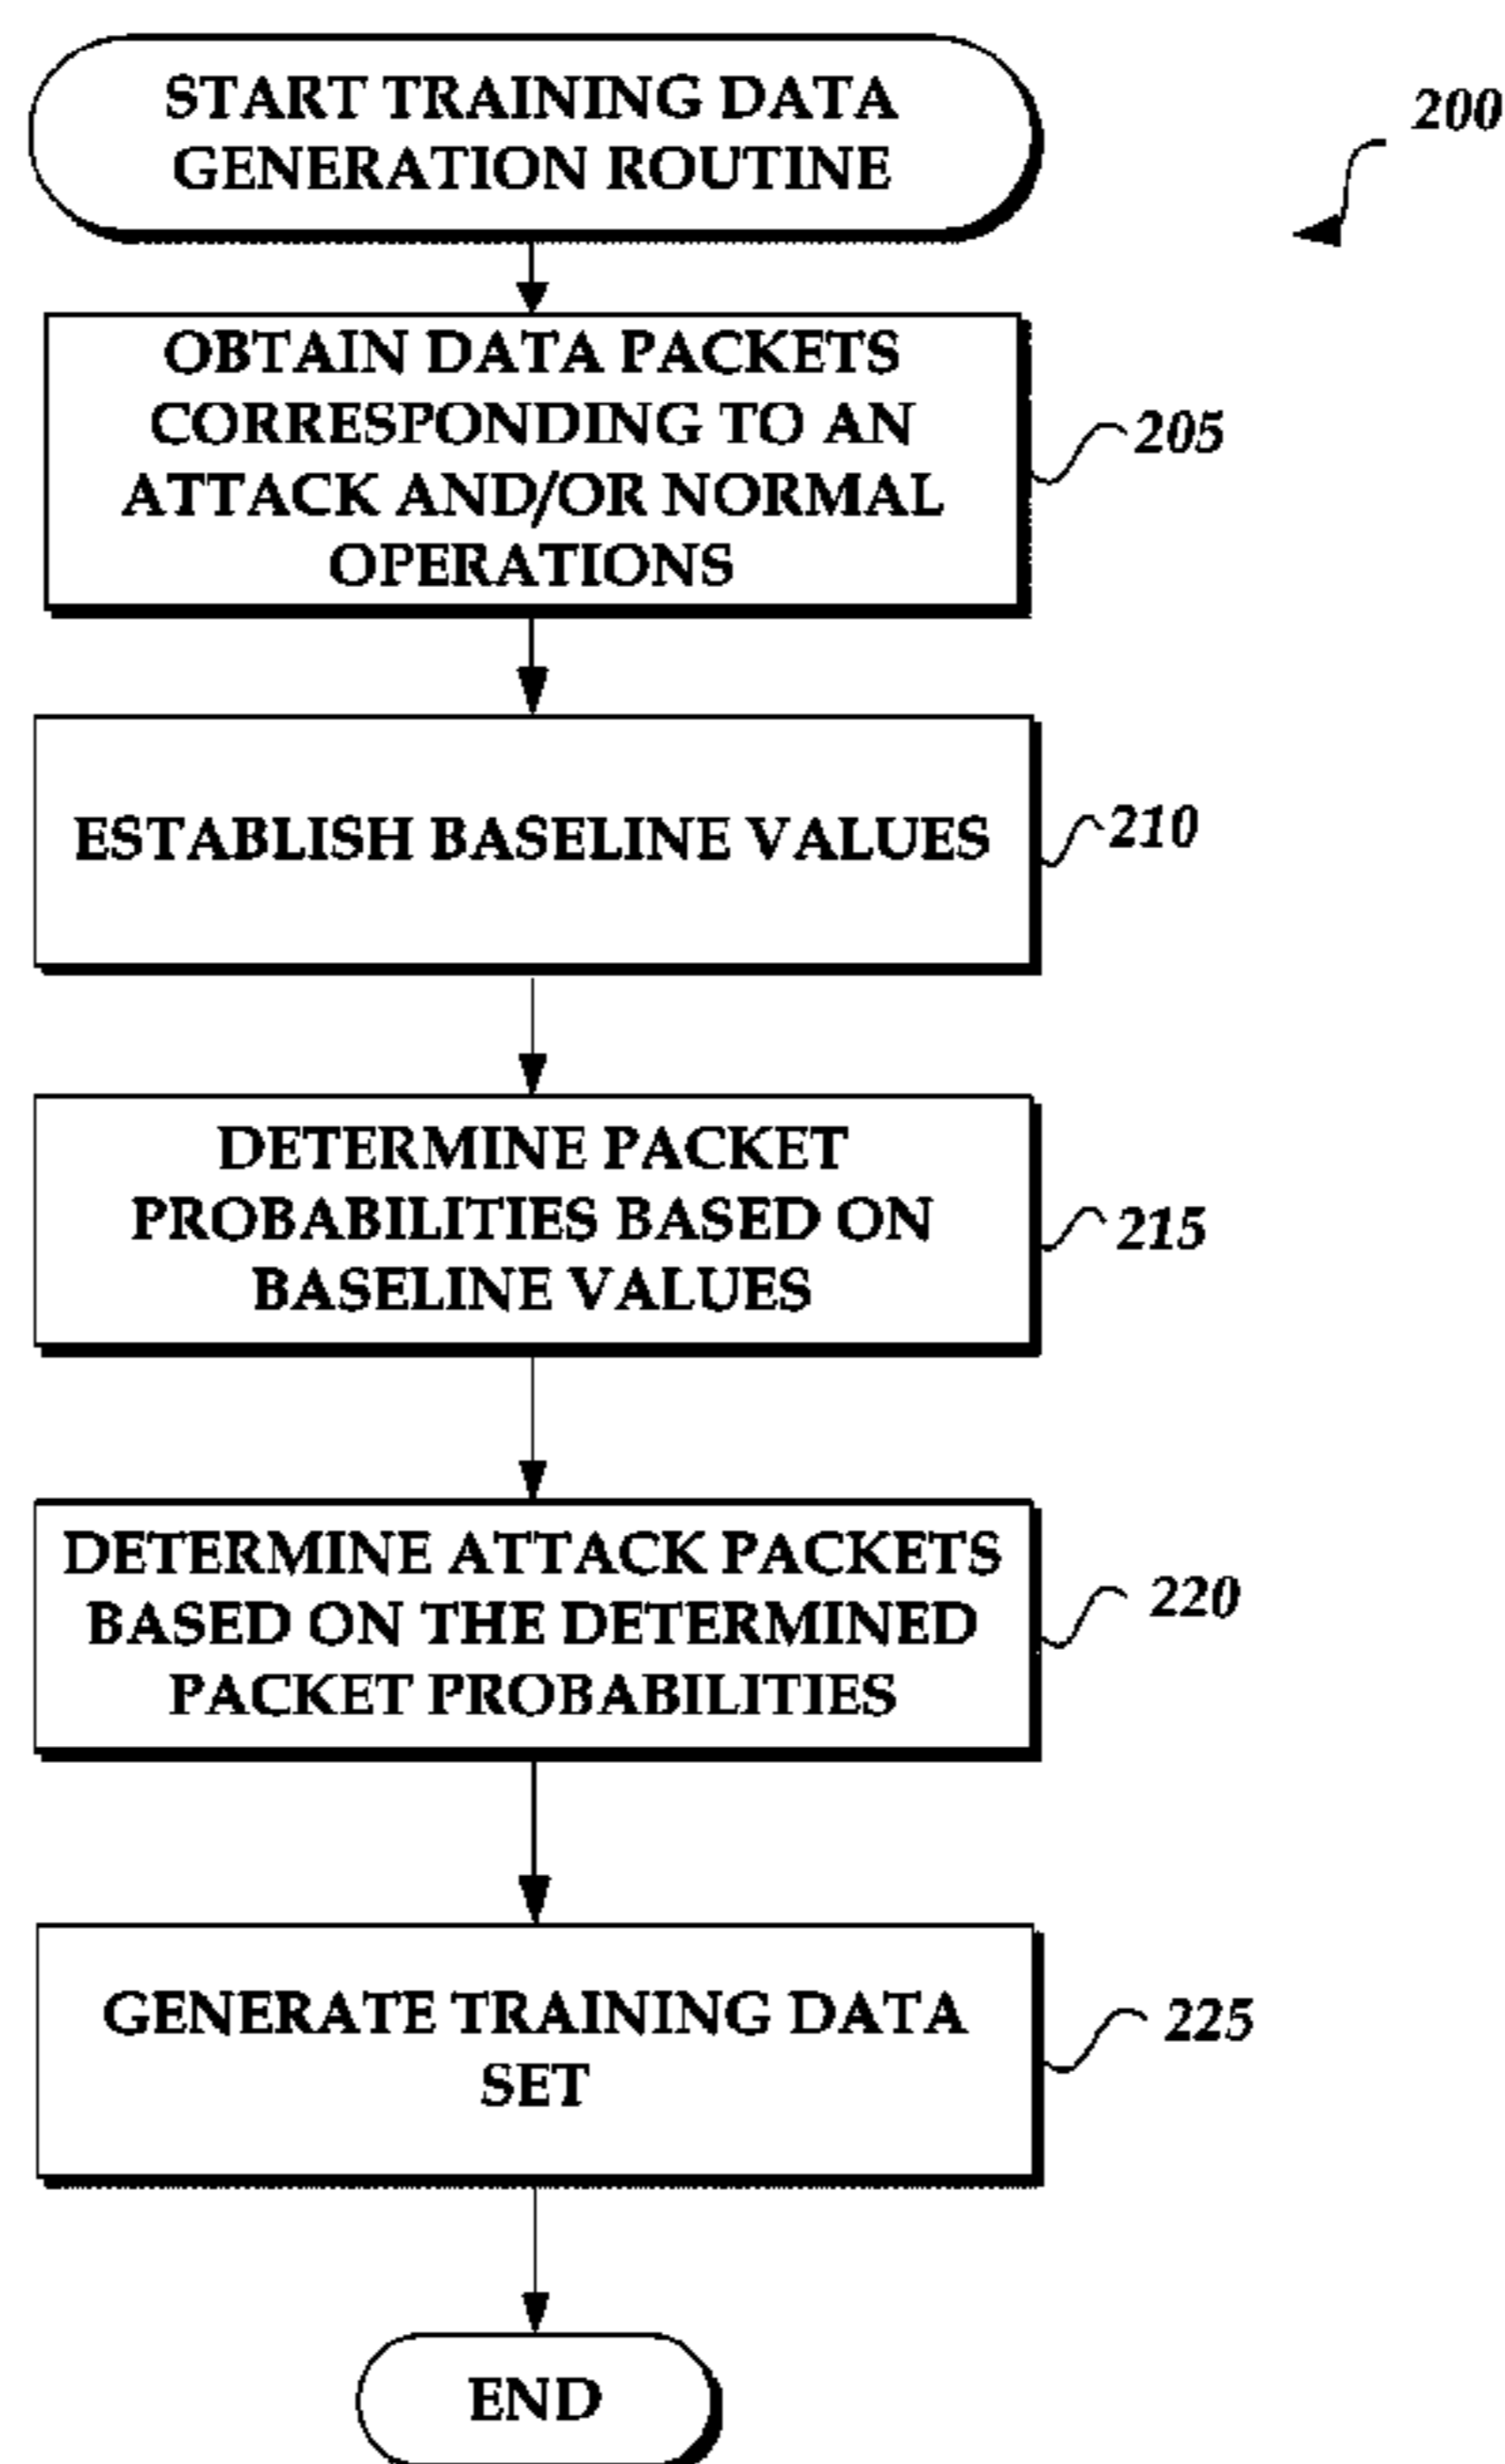 START TRAINING DATA
GENERATION ROUTINE
200
OBTAIN DATA PACKETS
CORRESPONDING TO AN
ATTACK AND/OR NORMAL
OPERATIONS
205
ESTABLISH BASELINE VALUES
210
DETERMINE PACKET
PROBABILITIES BASED ON
BASELINE VALUES
215
DETERMINE ATTACK PACKETS
BASED ON THE DETERMINED
PACKET PROBABILITIES
220
GENERATE TRAINING DATA
SET
225
END